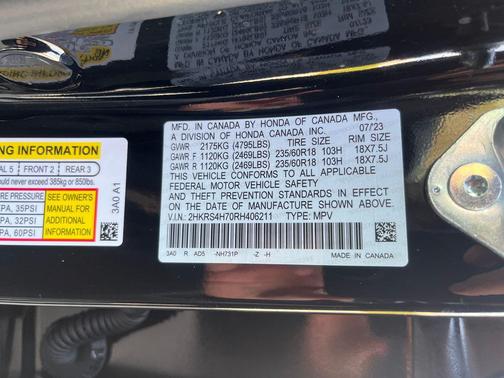 MFD. IN CANADA BY HONDA OF CANADA MFG.,
A DIVISION OF HONDA CANADA INC. 07/23
GVWR 2175KG (4795LBS) TIRE SIZE RIM SIZE
GAWR F 1120KG (2469LBS) 235/60R18 103H 18X7.5J
GAWR R 1120KG (2469LBS) 235/60R18 103H 18X7.5J
THIS VEHICLE CONFORMS TO ALL APPLICABLE
FEDERAL MOTOR VEHICLE SAFETY
AND THEFT PREVENTION STANDARDS IN EFFECT
ON THE DATE OF MANUFACTURE SHOWN ABOVE.
V.I.N.: 2HKRS4H70RH406211 TYPE: MPV
3A0 R AD5 -NH731P -Z -H
MADE IN CANADA
5 FRONT 2 REAR 3
never exceed 385kg or 850lbs.
PRESSURE SEE OWNER'S
35PSI MANUAL FOR
32PSI ADDITIONAL
60PSI INFORMATION
3A0 A1